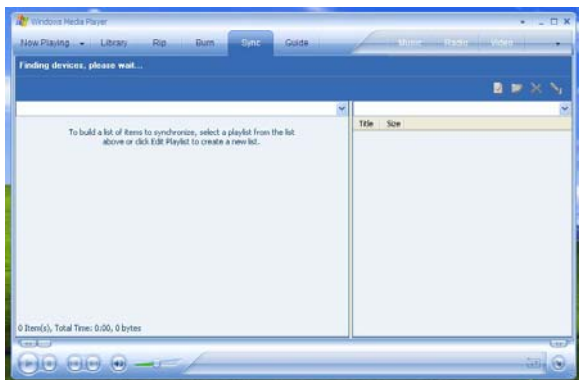 Windows Media Player
Now Playing Library Rip Burn Sync Guide Music Radio Video
Finding devices, please wait...
Title Size
To build a list of items to synchronize, select a playlist from the list
above or click Edit Playlist to create a new list.
0 Item(s), Total Time: 0:00, 0 bytes